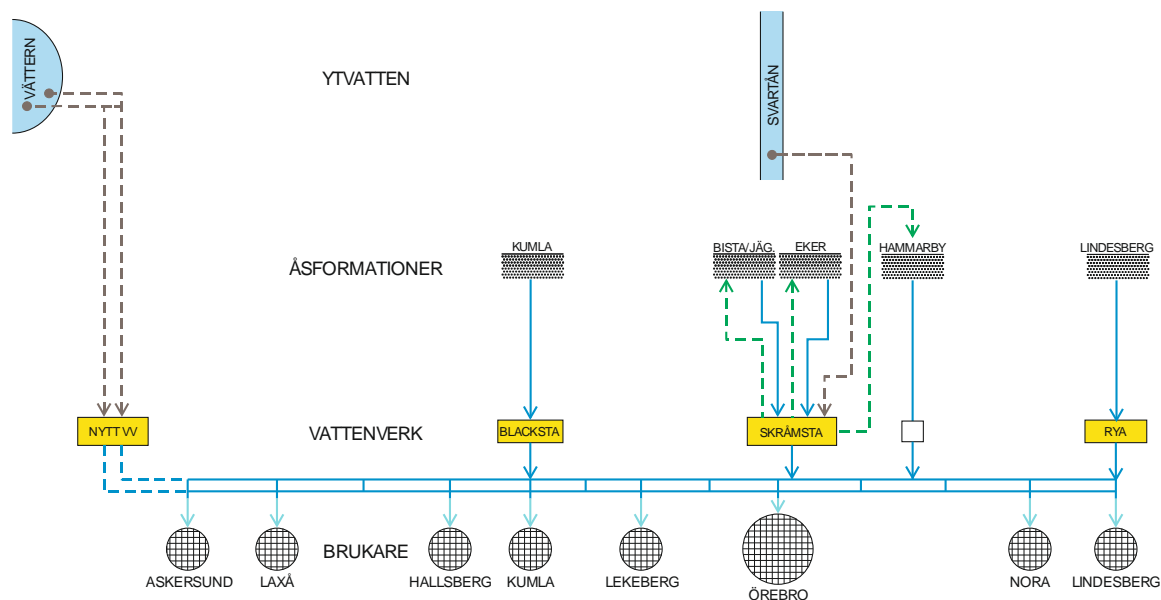 VÄTTERN
YTVATTEN
SVARTÅN
KUMLA
BISTA/JÄG.
EKER
HAMMARBY
LINDESBERG
ÅSFORMATIONER
NYTT VV
VATTENVERK
BLACKSTA
SKRÅMSTA
RYA
BRUKARE
ASKERSUND
LAXÅ
HALLSBERG
KUMLA
LEKEBERG
ÖREBRO
NORA
LINDESBERG